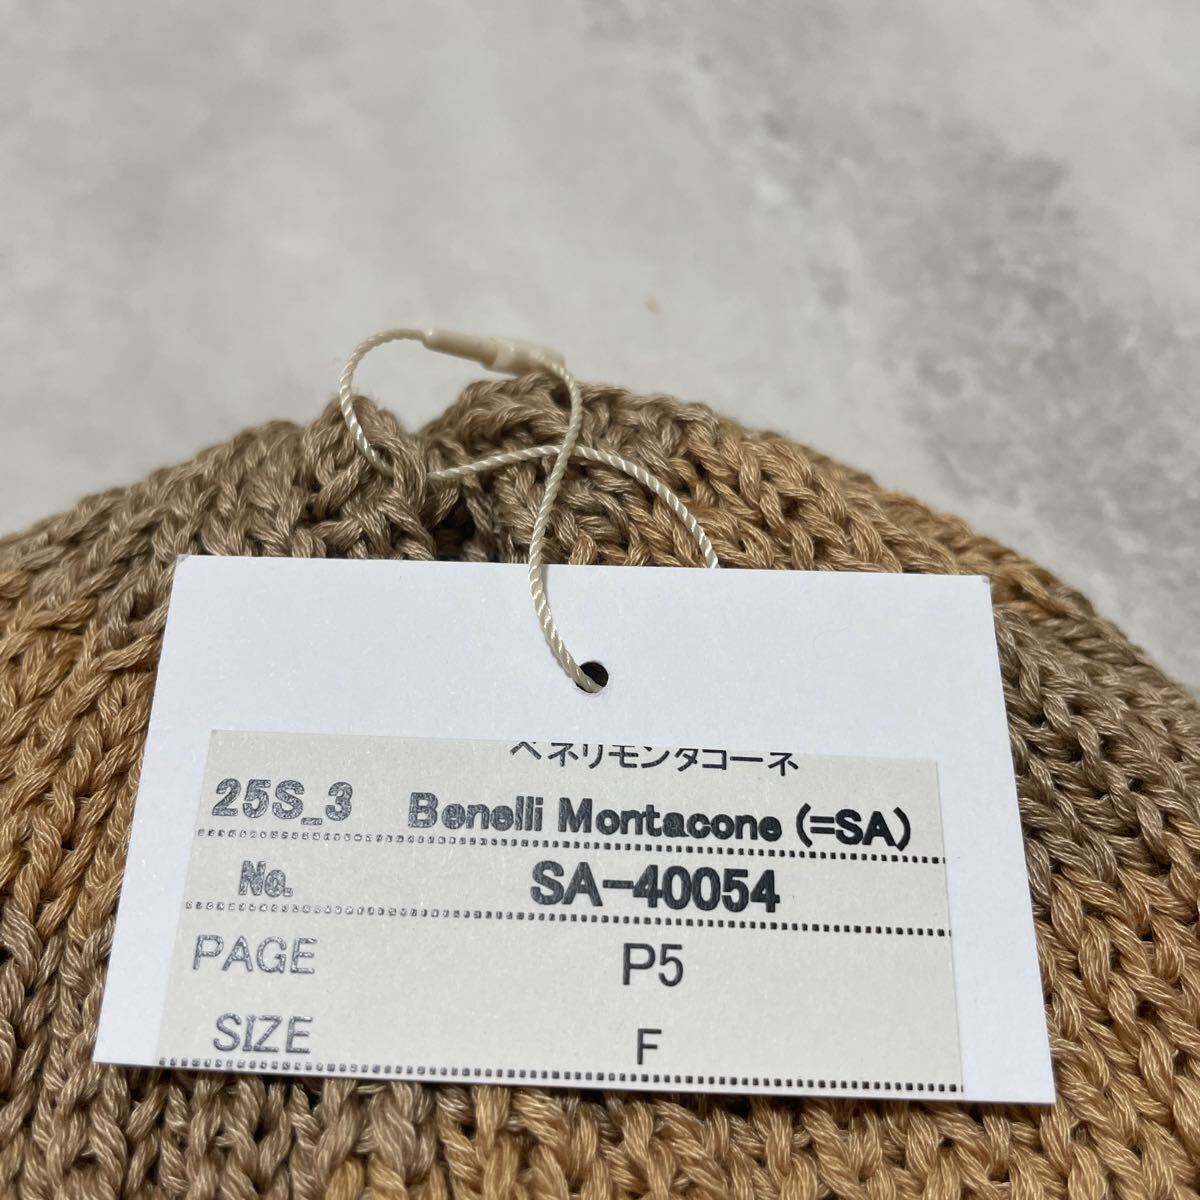 ベネリモンタコーネ
25S_3 Benelli Montacone (=SA)
No. SA-40054
PAGE P5
SIZE F